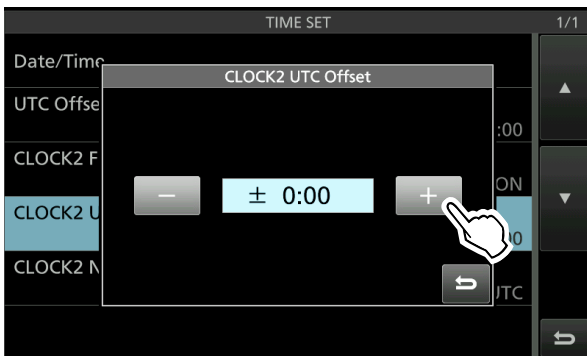 TIME SET 1/1
Date/Time
CLOCK2 UTC Offset
UTC Offse
:00
CLOCK2 F
ON
− ± 0:00 +
CLOCK2 U
00
CLOCK2 N
UTC